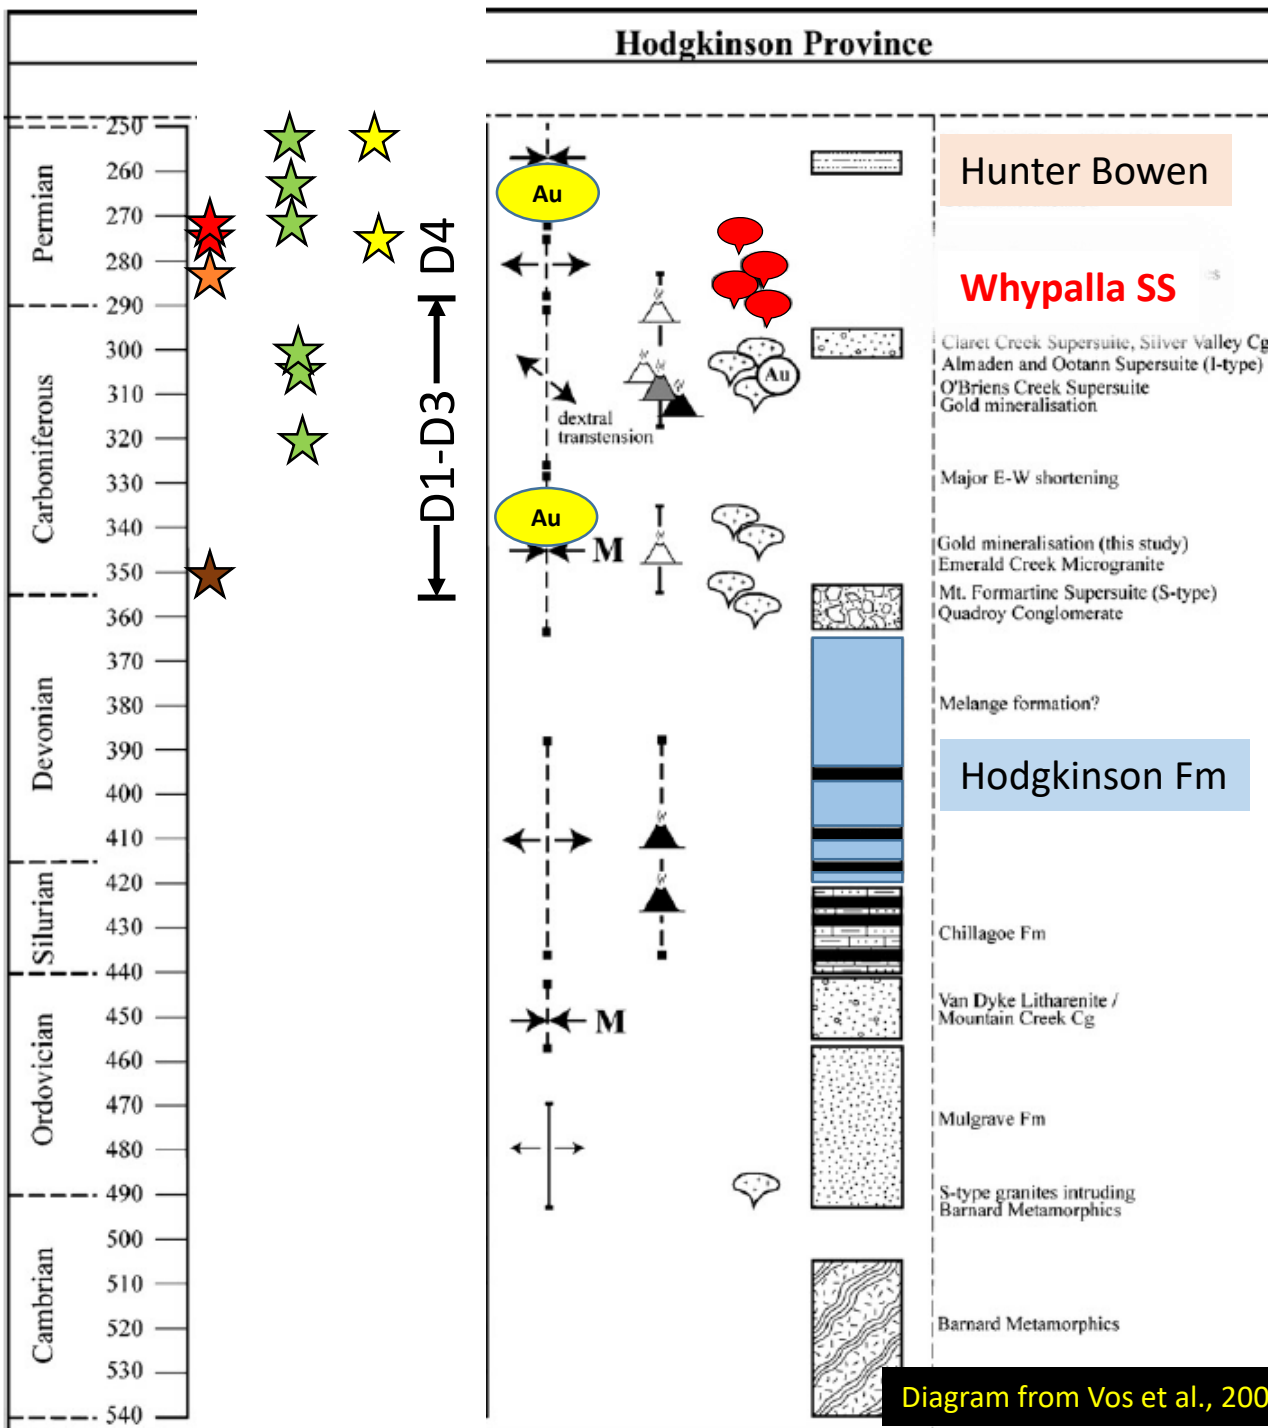 Hodgkinson Province
250
260
270
280
290
300
310
320
330
340
350
360
370
380
390
400
410
420
430
440
450
460
470
480
490
500
510
520
530
540
Permian
Carboniferous
Devonian
Silurian
Ordovician
Cambrian
D4
D1-D3
Au
dextral
transtension
Au
Au
M
M
Hunter Bowen
Whypalla SS
Claret Creek Supersuite, Silver Valley Cg
Almaden and Ootann Supersuite (I-type)
O'Briens Creek Supersuite
Gold mineralisation
Major E-W shortening
Gold mineralisation (this study)
Emerald Creek Microgranite
Mt. Formartine Supersuite (S-type)
Quadroy Conglomerate
Melange formation?
Hodgkinson Fm
Chillagoe Fm
Van Dyke Litharenite /
Mountain Creek Cg
Mulgrave Fm
S-type granites intruding
Barnard Metamorphics
Barnard Metamorphics
Diagram from Vos et al., 200